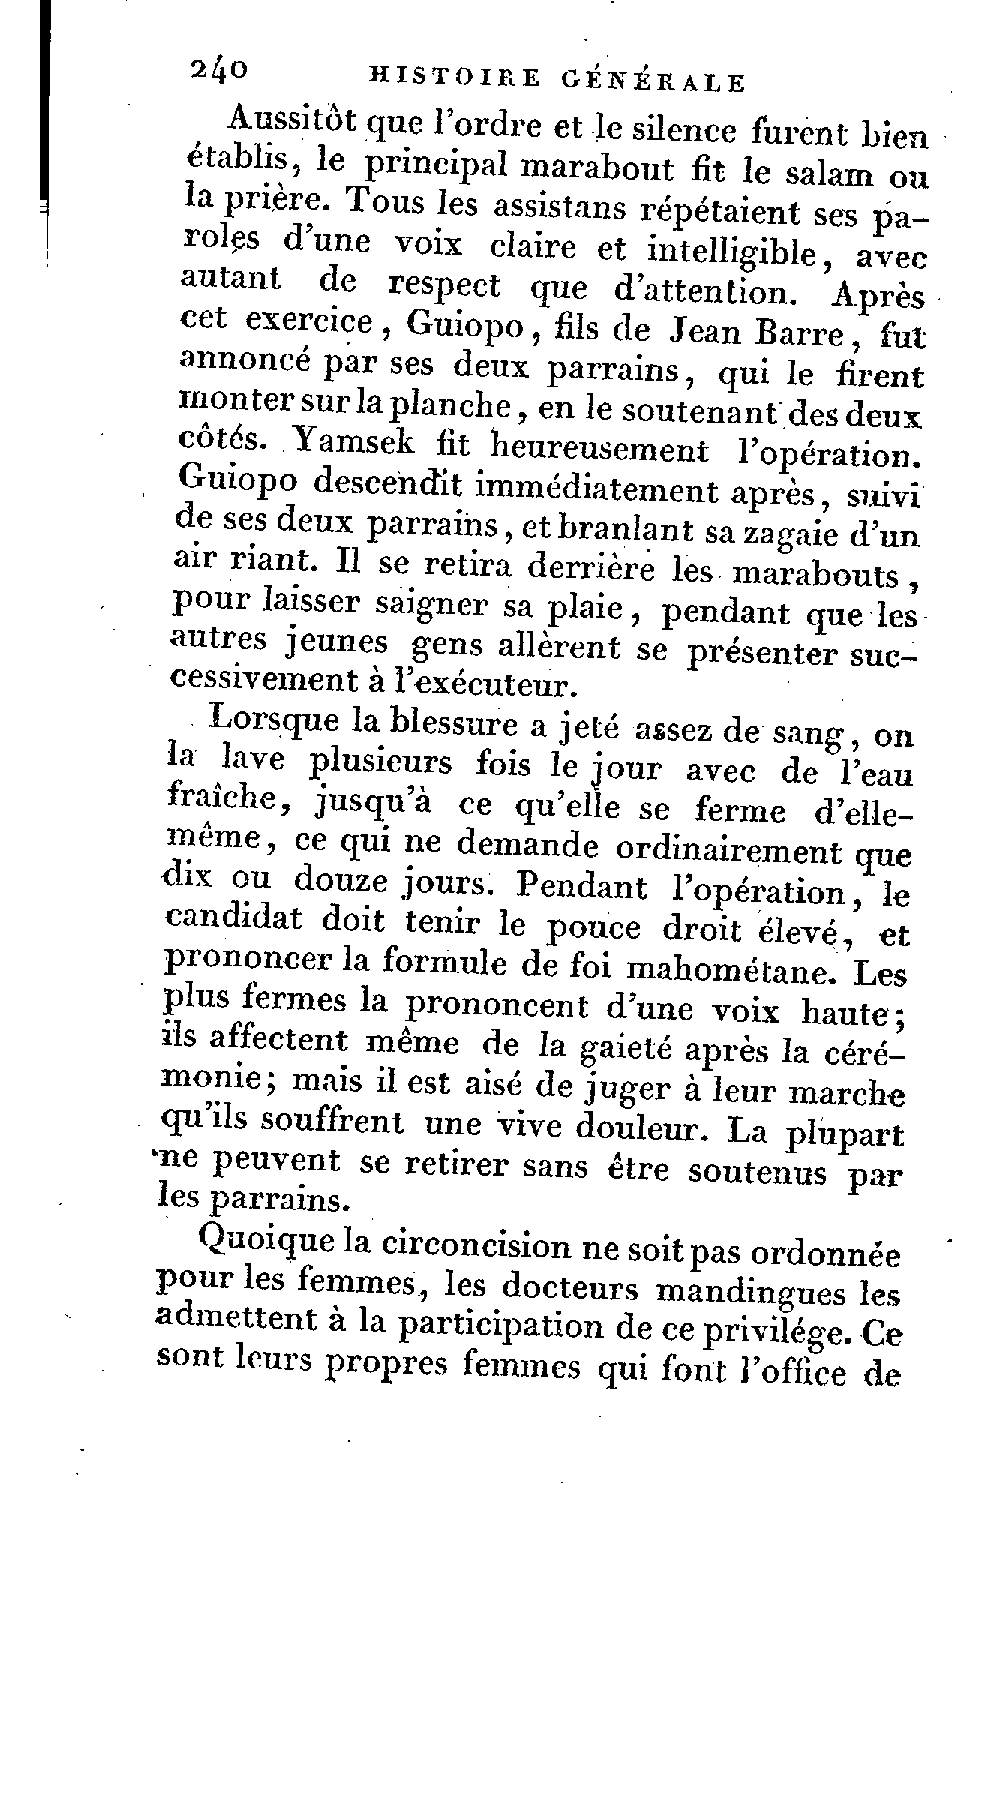 240 HISTOIRE GÉNÉRALE
Aussitôt que l'ordre et le silence furent bien
établis, le principal marabout fit le salam ou
la prière. Tous les assistans répétaient ses pa-
roles d'une voix claire et intelligible, avec
autant de respect que d'attention. Après
cet exercice, Guiopo, fils de Jean Barre, fut
annoncé par ses deux parrains, qui le firent
monter sur la planche, en le soutenant des deux
côtés. Yamsek fit heureusement l'opération.
Guiopo descendit immédiatement après, suivi
de ses deux parrains, et branlant sa zagaie d'un
air riant. Il se retira derrière les marabouts,
pour laisser saigner sa plaie, pendant que les
autres jeunes gens allèrent se présenter suc-
cessivement à l'exécuteur.
Lorsque la blessure a jeté assez de sang, on
la lave plusieurs fois le jour avec de l'eau
fraîche, jusqu'à ce qu'elle se ferme d'elle-
même, ce qui ne demande ordinairement que
dix ou douze jours. Pendant l'opération, le
candidat doit tenir le pouce droit élevé, et
prononcer la formule de foi mahométane. Les
plus fermes la prononcent d'une voix haute;
ils affectent même de la gaieté après la céré-
monie; mais il est aisé de juger à leur marche
qu'ils souffrent une vive douleur. La plupart
ne peuvent se retirer sans être soutenus par
les parrains.
Quoique la circoncision ne soit pas ordonnée
pour les femmes, les docteurs mandingues les
admettent à la participation de ce privilége. Ce
sont leurs propres femmes qui font l'office de